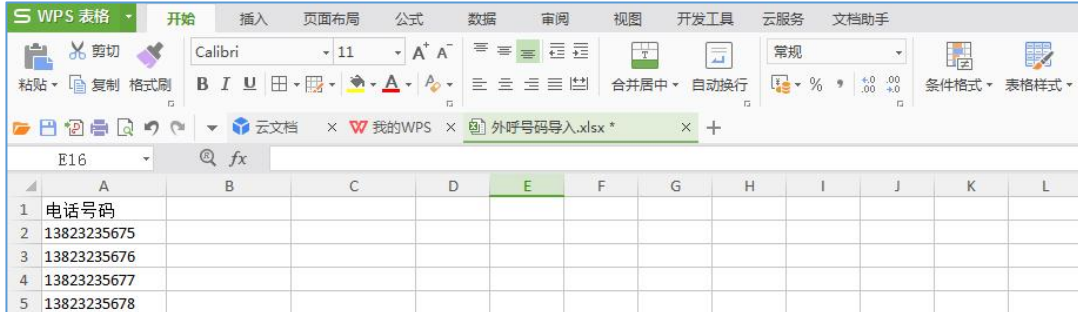 S WPS 表格 开始 插入 页面布局 公式 数据 审阅 视图 开发工具 云服务 文档助手
剪切 Calibri 11 A+ A- 常规
粘贴 复制 格式刷 B I U A 合并居中 自动换行 % 条件格式 表格样式
云文档 × W 我的WPS × 外呼号码导入.xlsx * × +
E16 fx
A B C D E F G H I J K L
1 电话号码
2 13823235675
3 13823235676
4 13823235677
5 13823235678